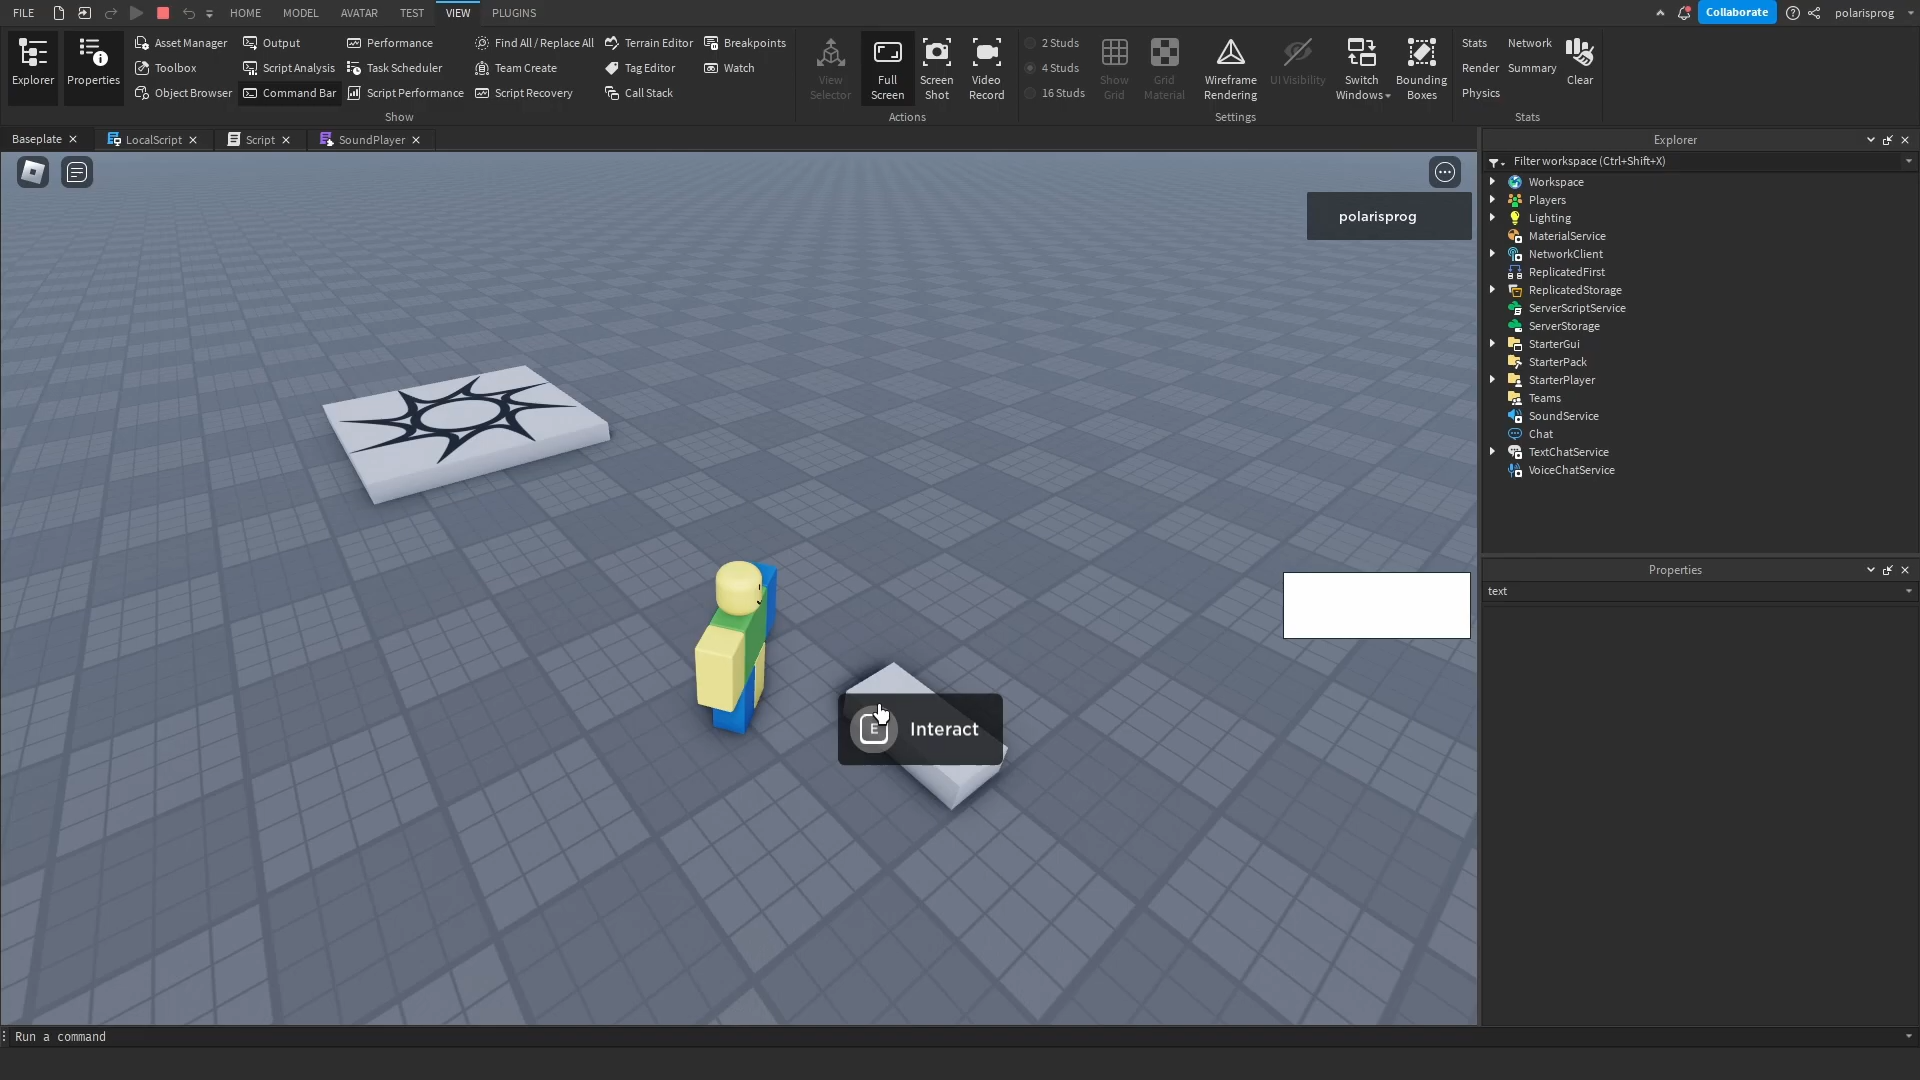 FILE HOME MODEL AVATAR TEST VIEW PLUGINS Collaborate polarisprog
Explorer
Properties
Asset Manager
Toolbox
Object Browser
Output
Script Analysis
Command Bar
Performance
Task Scheduler
Script Performance
Find All / Replace All
Team Create
Script Recovery
Terrain Editor
Tag Editor
Call Stack
Breakpoints
Watch
Show
View
Selector
Full
Screen
Screen
Shot
Video
Record
Actions
2 Studs
4 Studs
16 Studs
Show
Grid
Grid
Material
Wireframe
Rendering
UI Visibility
Switch
Windows
Bounding
Boxes
Settings
Stats
Render
Physics
Network
Summary
Clear
Stats
Baseplate
LocalScript
Script
SoundPlayer
polarisprog
E
Interact
Explorer
Filter workspace (Ctrl+Shift+X)
Workspace
Players
Lighting
MaterialService
NetworkClient
ReplicatedFirst
ReplicatedStorage
ServerScriptService
ServerStorage
StarterGui
StarterPack
StarterPlayer
Teams
SoundService
Chat
TextChatService
VoiceChatService
Properties
text
Run a command